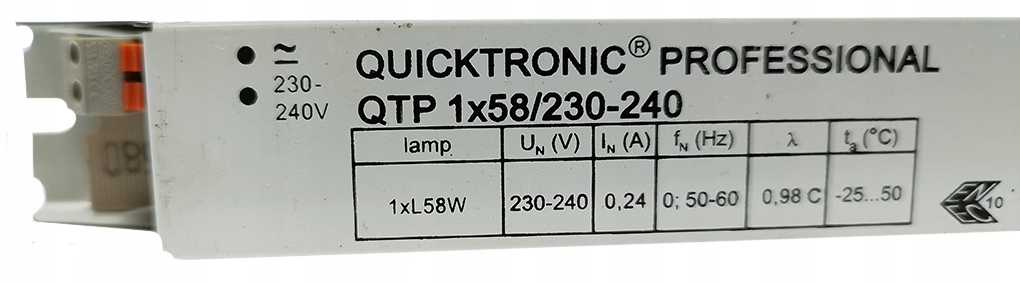 ≂
230-
240V
QUICKTRONIC® PROFESSIONAL
QTP 1x58/230-240
lamp U_N (V) I_N (A) f_N (Hz) λ t_a (°C)
1xL58W 230-240 0,24 0; 50-60 0,98 C -25...50
10